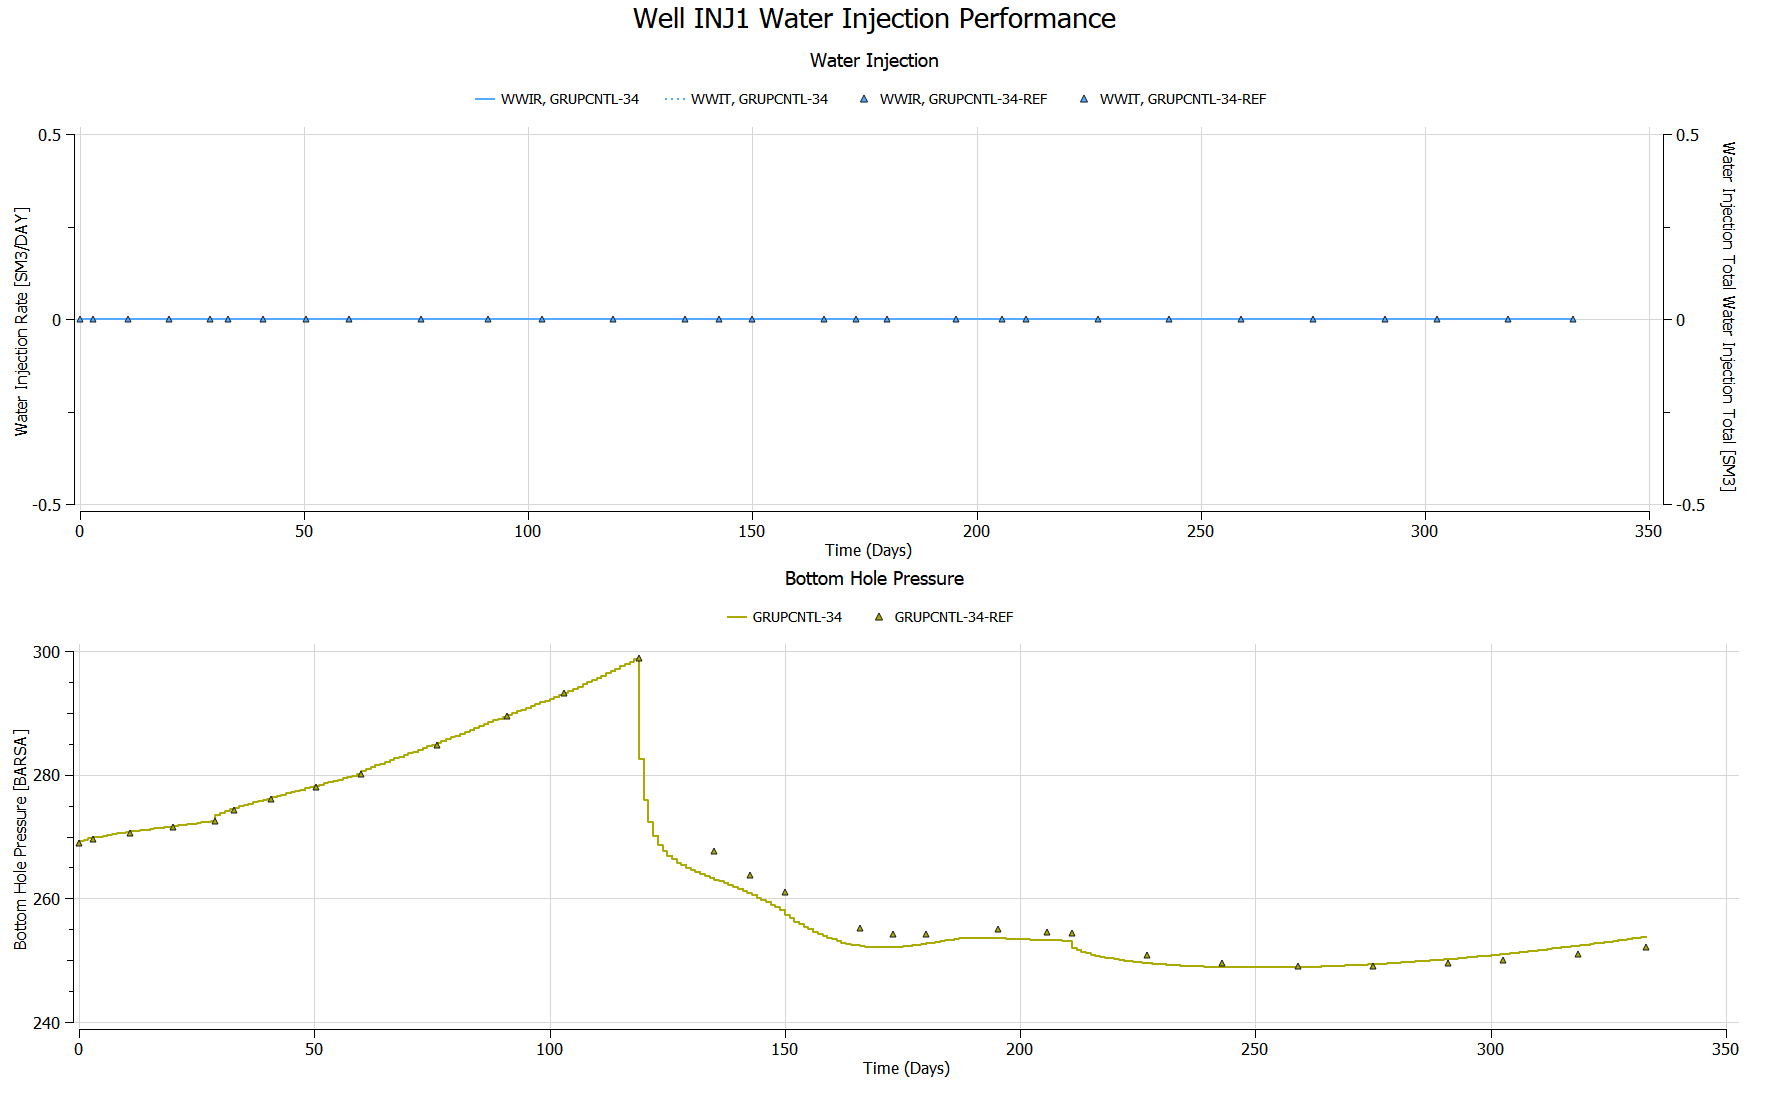 Well INJ1 Water Injection Performance
Water Injection
WWIR, GRUPCNTL-34 WWIT, GRUPCNTL-34 WWIR, GRUPCNTL-34-REF WWIT, GRUPCNTL-34-REF
Water Injection Rate [SM3/DAY]
0.5
0
-0.5
0.5
0
-0.5
Water Injection Total Water Injection Total [SM3]
0 50 100 150 200 250 300 350
Time (Days)
Bottom Hole Pressure
GRUPCNTL-34 GRUPCNTL-34-REF
Bottom Hole Pressure [BARSA]
300
280
260
240
0 50 100 150 200 250 300 350
Time (Days)